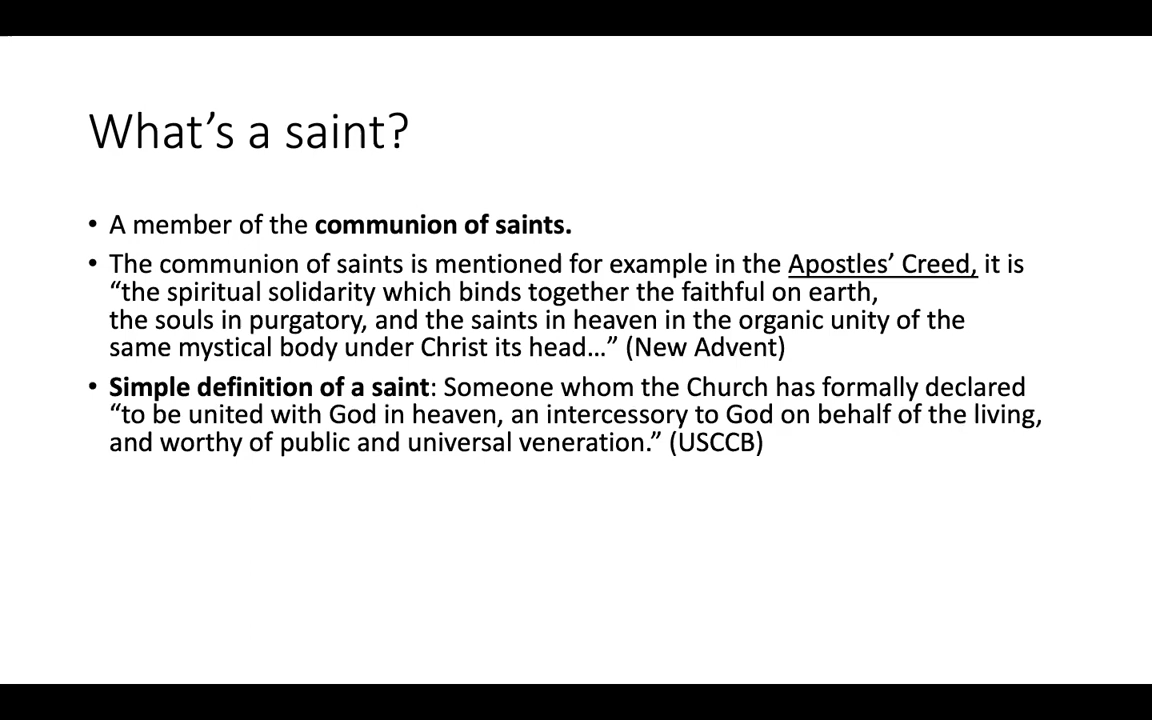 What’s a saint?
• A member of the communion of saints.
• The communion of saints is mentioned for example in the Apostles’ Creed, it is
“the spiritual solidarity which binds together the faithful on earth,
the souls in purgatory, and the saints in heaven in the organic unity of the
same mystical body under Christ its head…” (New Advent)
• Simple definition of a saint: Someone whom the Church has formally declared
“to be united with God in heaven, an intercessory to God on behalf of the living,
and worthy of public and universal veneration.” (USCCB)